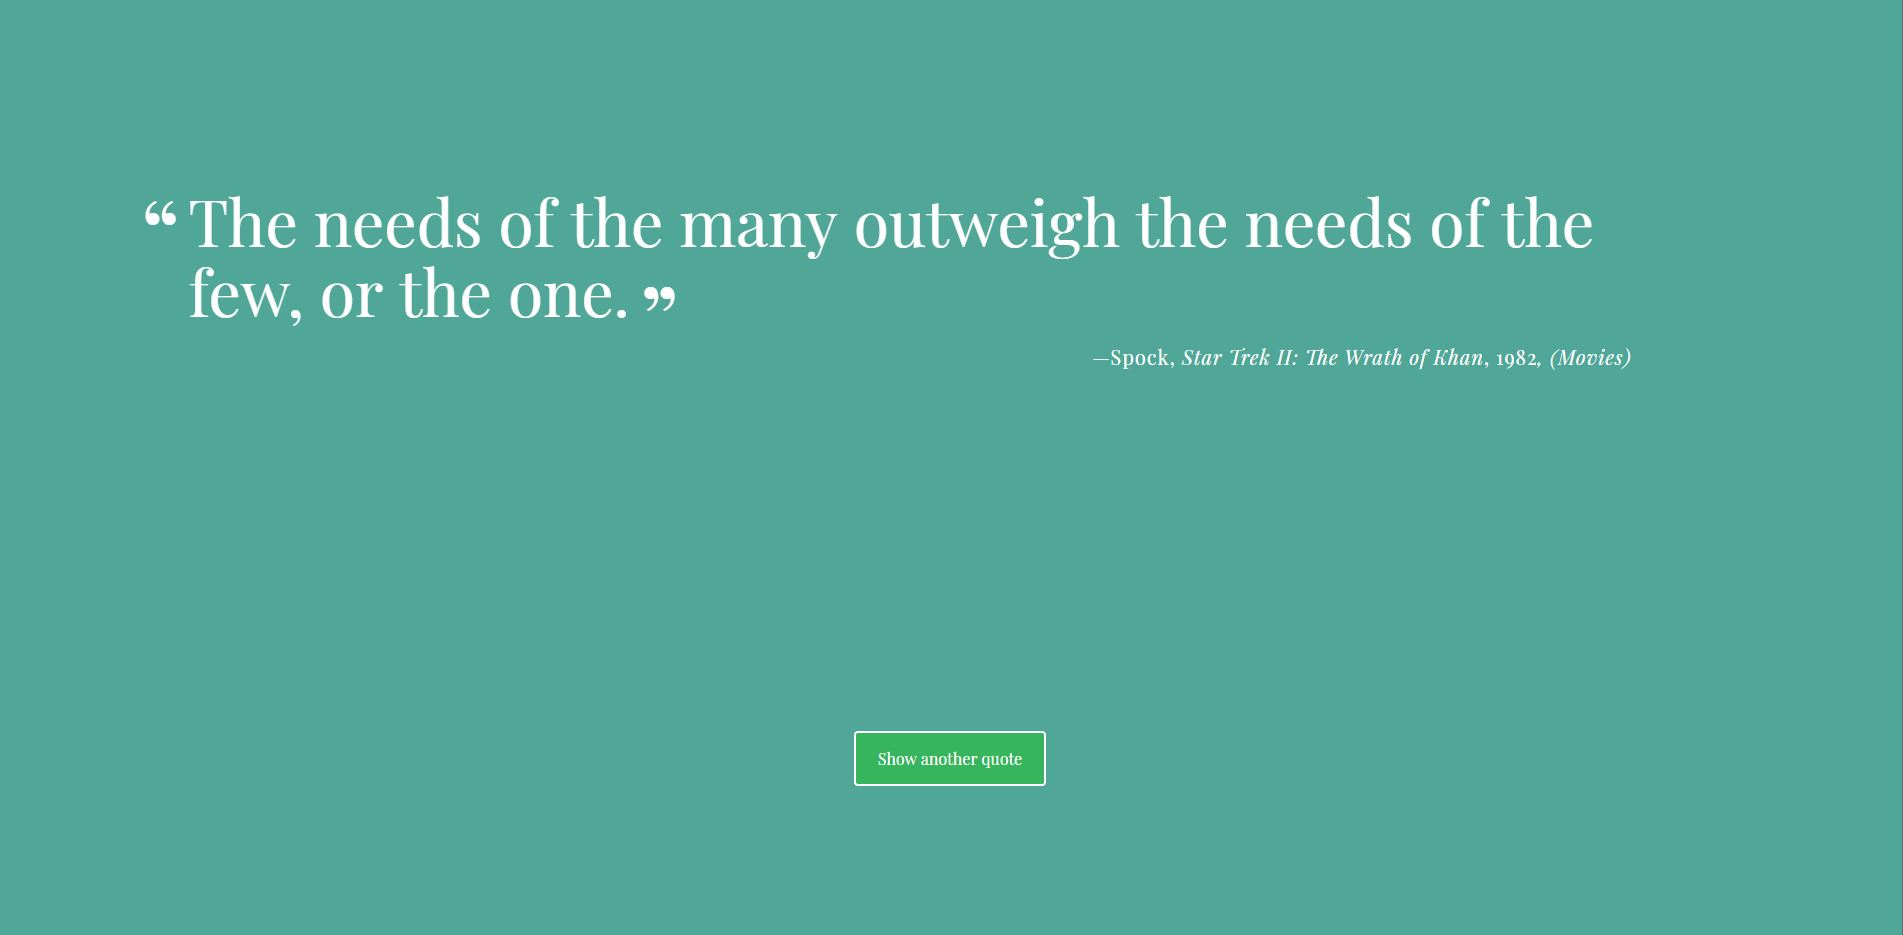 “The needs of the many outweigh the needs of the
few, or the one.”
—Spock, Star Trek II: The Wrath of Khan, 1982, (Movies)
Show another quote